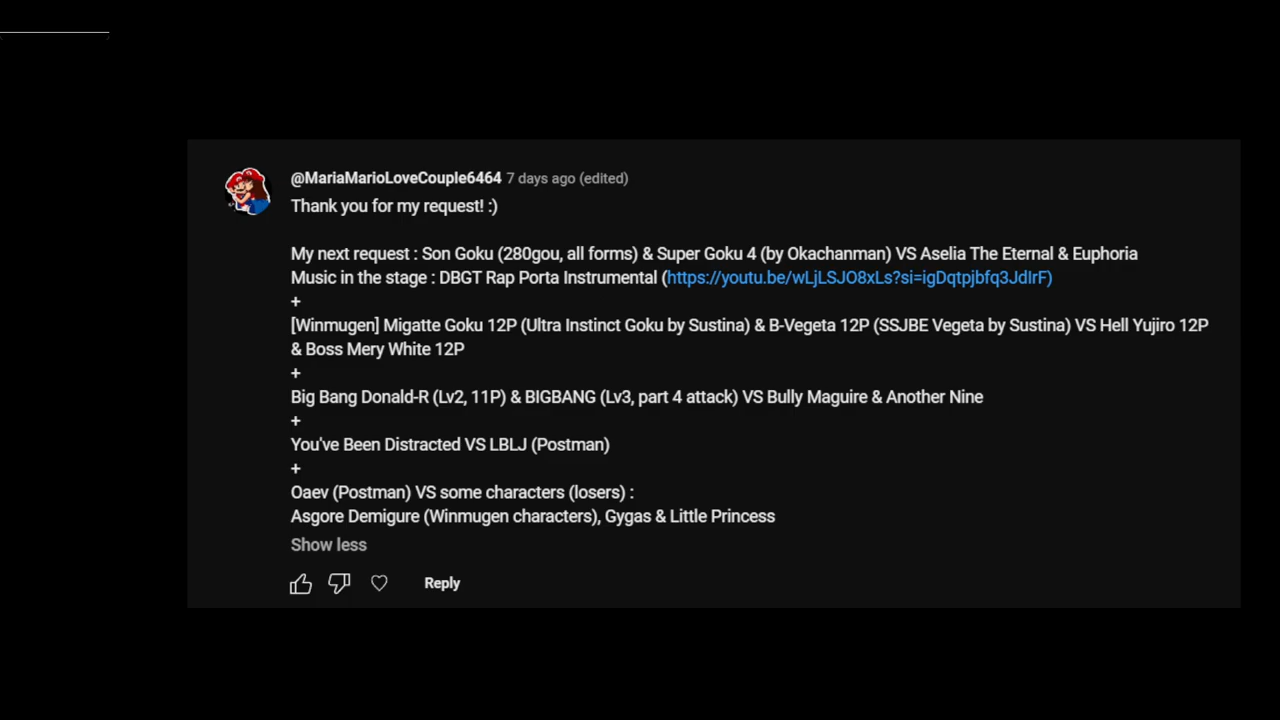 @MariaMarioLoveCouple6464 7 days ago (edited)
Thank you for my request! :)
My next request : Son Goku (280gou, all forms) & Super Goku 4 (by Okachanman) VS Aselia The Eternal & Euphoria
Music in the stage : DBGT Rap Porta Instrumental (https://youtu.be/wLjLSJO8xLs?si=igDqtpjbfq3JdIrF)
+
[Winmugen] Migatte Goku 12P (Ultra Instinct Goku by Sustina) & B-Vegeta 12P (SSJBE Vegeta by Sustina) VS Hell Yujiro 12P
& Boss Mery White 12P
+
Big Bang Donald-R (Lv2, 11P) & BIGBANG (Lv3, part 4 attack) VS Bully Maguire & Another Nine
+
You've Been Distracted VS LBLJ (Postman)
+
Oaev (Postman) VS some characters (losers) :
Asgore Demigure (Winmugen characters), Gygas & Little Princess
Show less
Reply